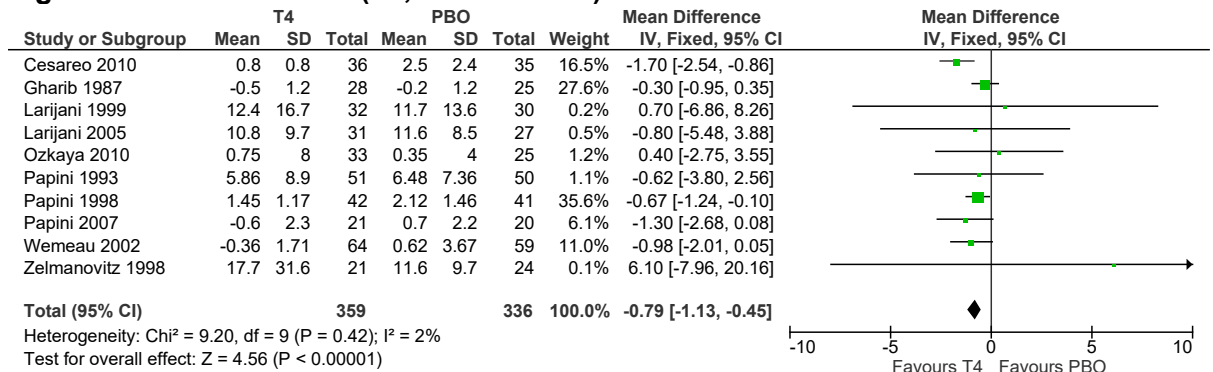 T4 PBO Mean Difference Mean Difference
Study or Subgroup Mean SD Total Mean SD Total Weight IV, Fixed, 95% CI IV, Fixed, 95% CI
Cesareo 2010 0.8 0.8 36 2.5 2.4 35 16.5% -1.70 [-2.54, -0.86]
Gharib 1987 -0.5 1.2 28 -0.2 1.2 25 27.6% -0.30 [-0.95, 0.35]
Larijani 1999 12.4 16.7 32 11.7 13.6 30 0.2% 0.70 [-6.86, 8.26]
Larijani 2005 10.8 9.7 31 11.6 8.5 27 0.5% -0.80 [-5.48, 3.88]
Ozkaya 2010 0.75 8 33 0.35 4 25 1.2% 0.40 [-2.75, 3.55]
Papini 1993 5.86 8.9 51 6.48 7.36 50 1.1% -0.62 [-3.80, 2.56]
Papini 1998 1.45 1.17 42 2.12 1.46 41 35.6% -0.67 [-1.24, -0.10]
Papini 2007 -0.6 2.3 21 0.7 2.2 20 6.1% -1.30 [-2.68, 0.08]
Wemeau 2002 -0.36 1.71 64 0.62 3.67 59 11.0% -0.98 [-2.01, 0.05]
Zelmanovitz 1998 17.7 31.6 21 11.6 9.7 24 0.1% 6.10 [-7.96, 20.16]
Total (95% CI) 359 336 100.0% -0.79 [-1.13, -0.45]
Heterogeneity: Chi² = 9.20, df = 9 (P = 0.42); I² = 2%
Test for overall effect: Z = 4.56 (P < 0.00001)
-10 -5 0 5 10
Favours T4 Favours PBO